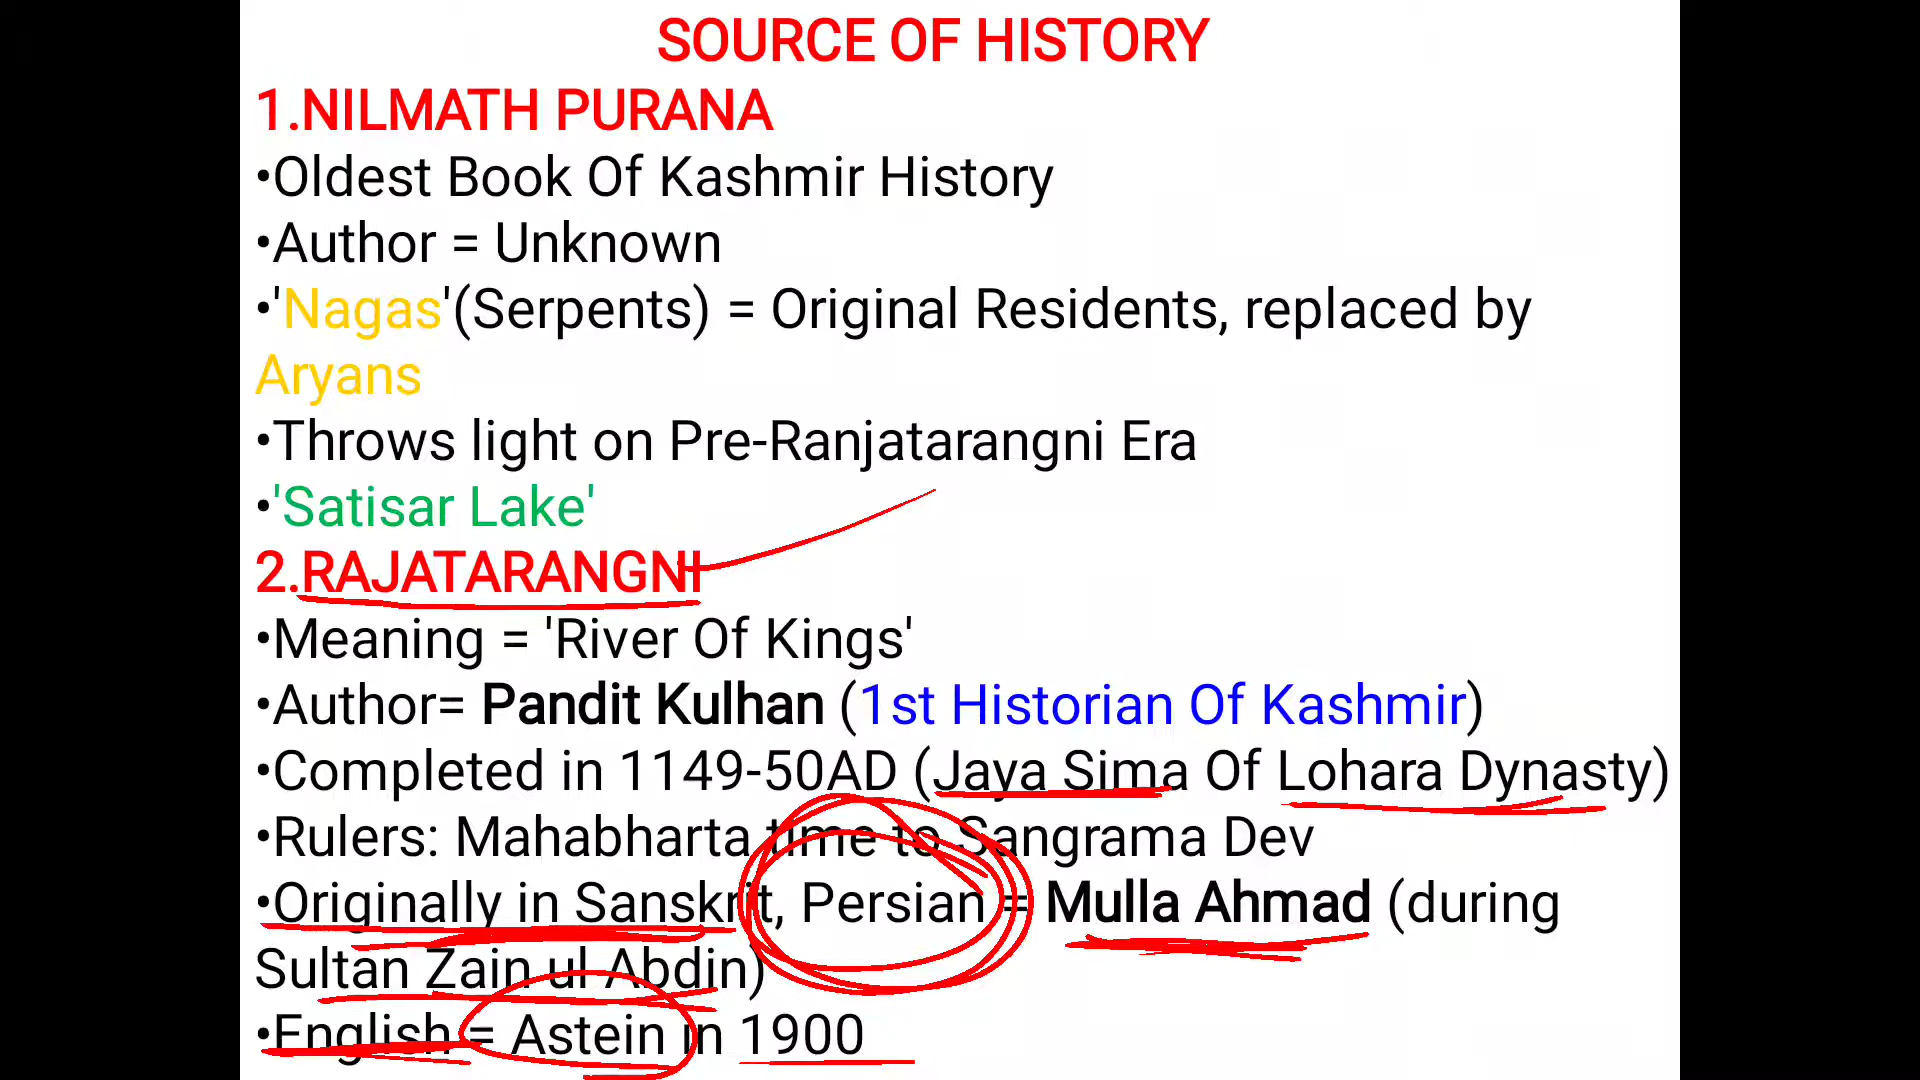 SOURCE OF HISTORY
1.NILMATH PURANA
•Oldest Book Of Kashmir History
•Author = Unknown
•'Nagas'(Serpents) = Original Residents, replaced by
Aryans
•Throws light on Pre-Ranjatarangni Era
•'Satisar Lake'
2.RAJATARANGNI
•Meaning = 'River Of Kings'
•Author= Pandit Kulhan (1st Historian Of Kashmir)
•Completed in 1149-50AD (Jaya Sima Of Lohara Dynasty)
•Rulers: Mahabharta time to Sangrama Dev
•Originally in Sanskrit, Persian = Mulla Ahmad (during
Sultan Zain ul Abdin)
•English = Astein in 1900